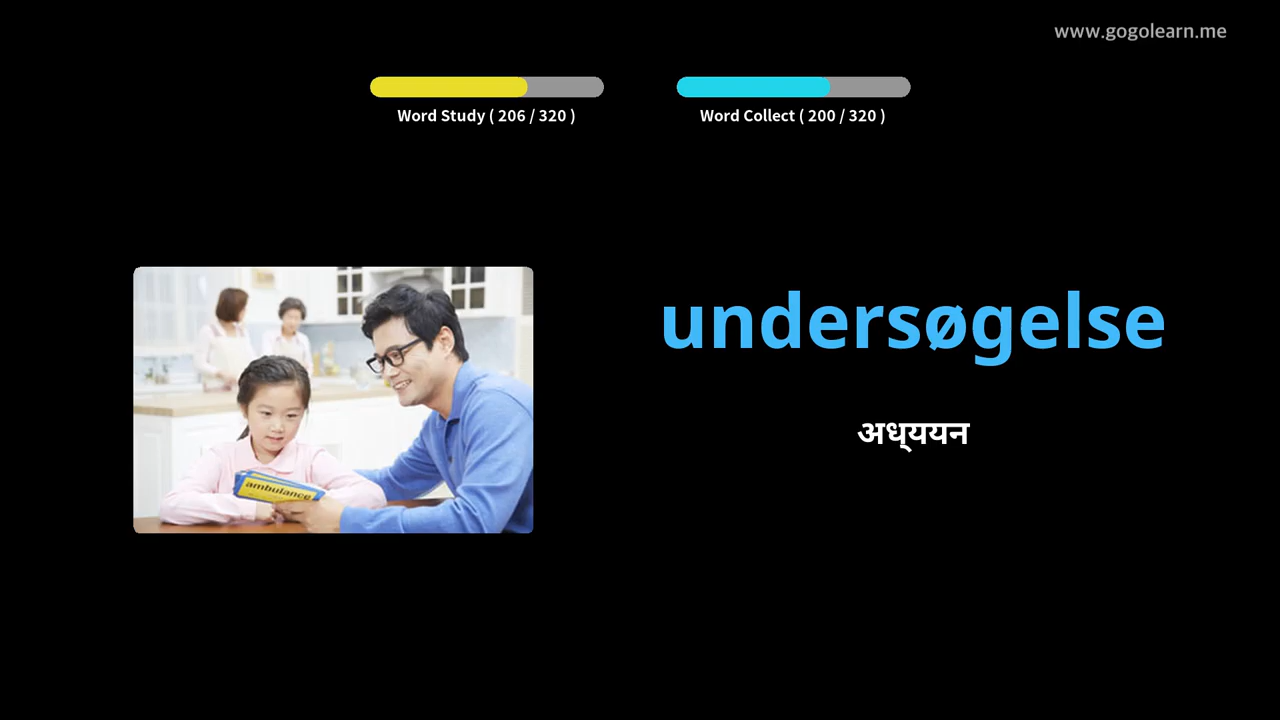 www.gogolearn.me
Word Study ( 206 / 320 )
Word Collect ( 200 / 320 )
undersøgelse
अध्ययन
ambulance